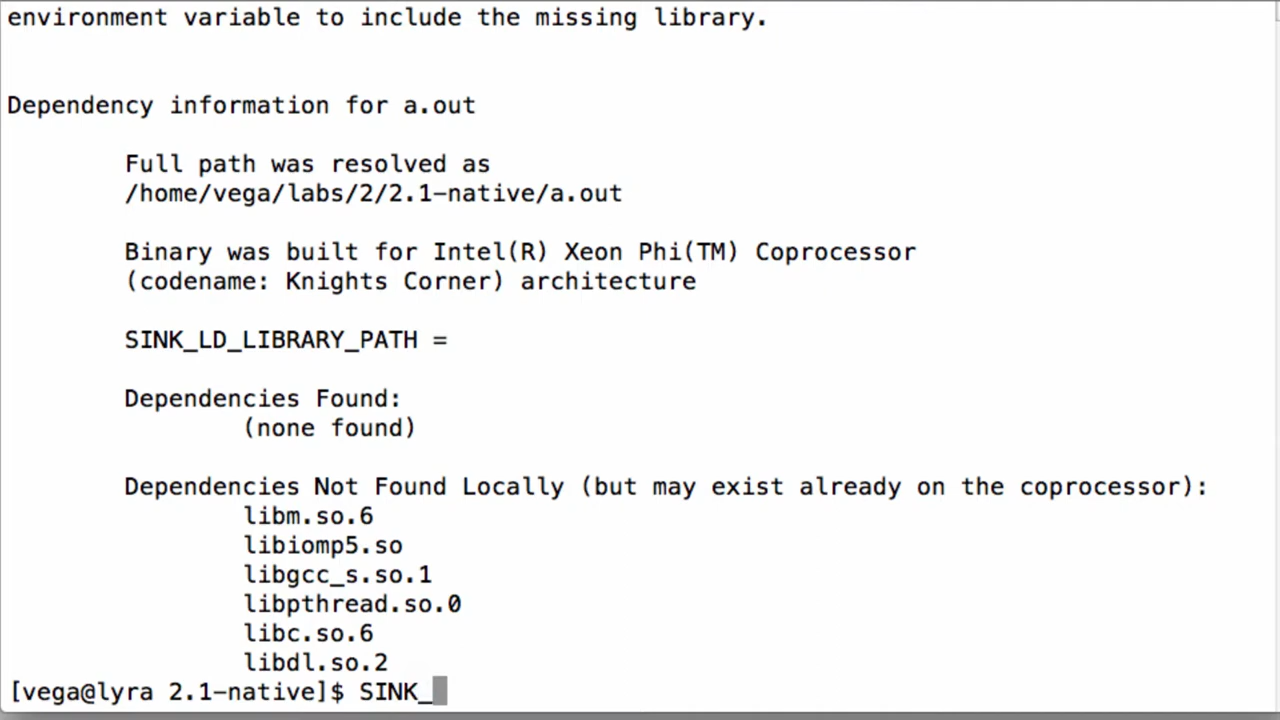 environment variable to include the missing library.
Dependency information for a.out
Full path was resolved as
/home/vega/labs/2/2.1-native/a.out
Binary was built for Intel(R) Xeon Phi(TM) Coprocessor
(codename: Knights Corner) architecture
SINK_LD_LIBRARY_PATH =
Dependencies Found:
(none found)
Dependencies Not Found Locally (but may exist already on the coprocessor):
libm.so.6
libiomp5.so
libgcc_s.so.1
libpthread.so.0
libc.so.6
libdl.so.2
[vega@lyra 2.1-native]$ SINK_